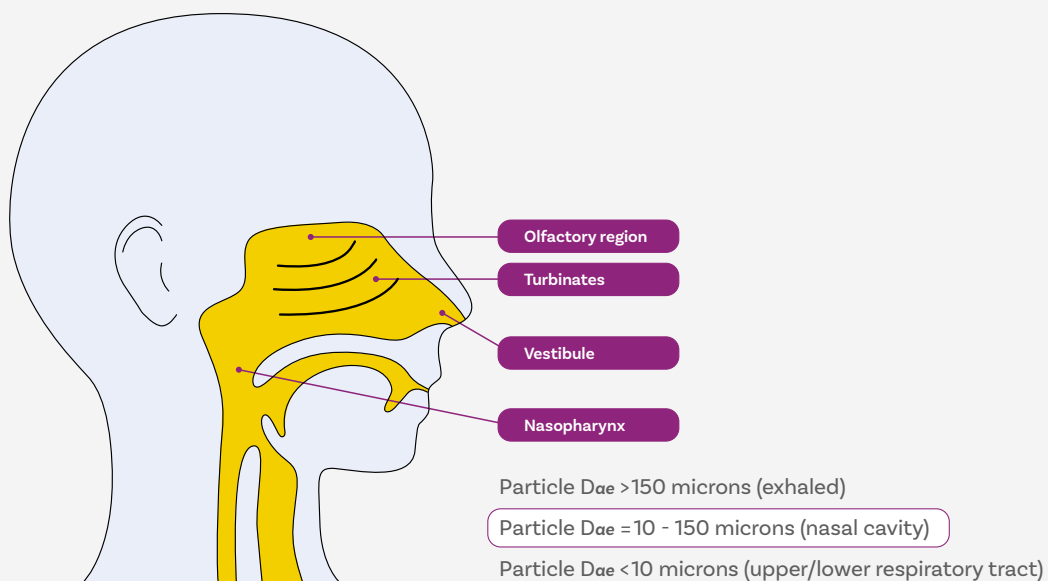 Olfactory region
Turbinates
Vestibule
Nasopharynx
Particle Dae >150 microns (exhaled)
Particle Dae = 10 - 150 microns (nasal cavity)
Particle Dae <10 microns (upper/lower respiratory tract)